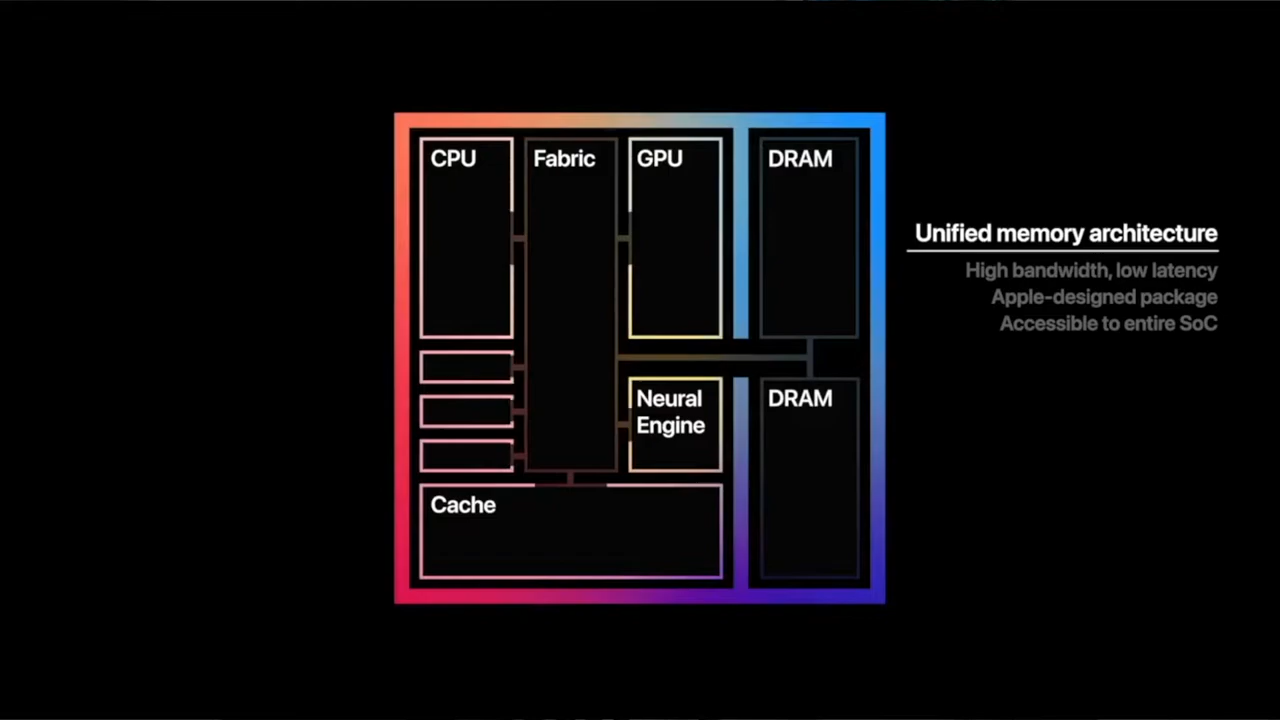 CPU
Fabric
GPU
DRAM
Unified memory architecture
High bandwidth, low latency
Apple-designed package
Accessible to entire SoC
Neural
Engine
DRAM
Cache